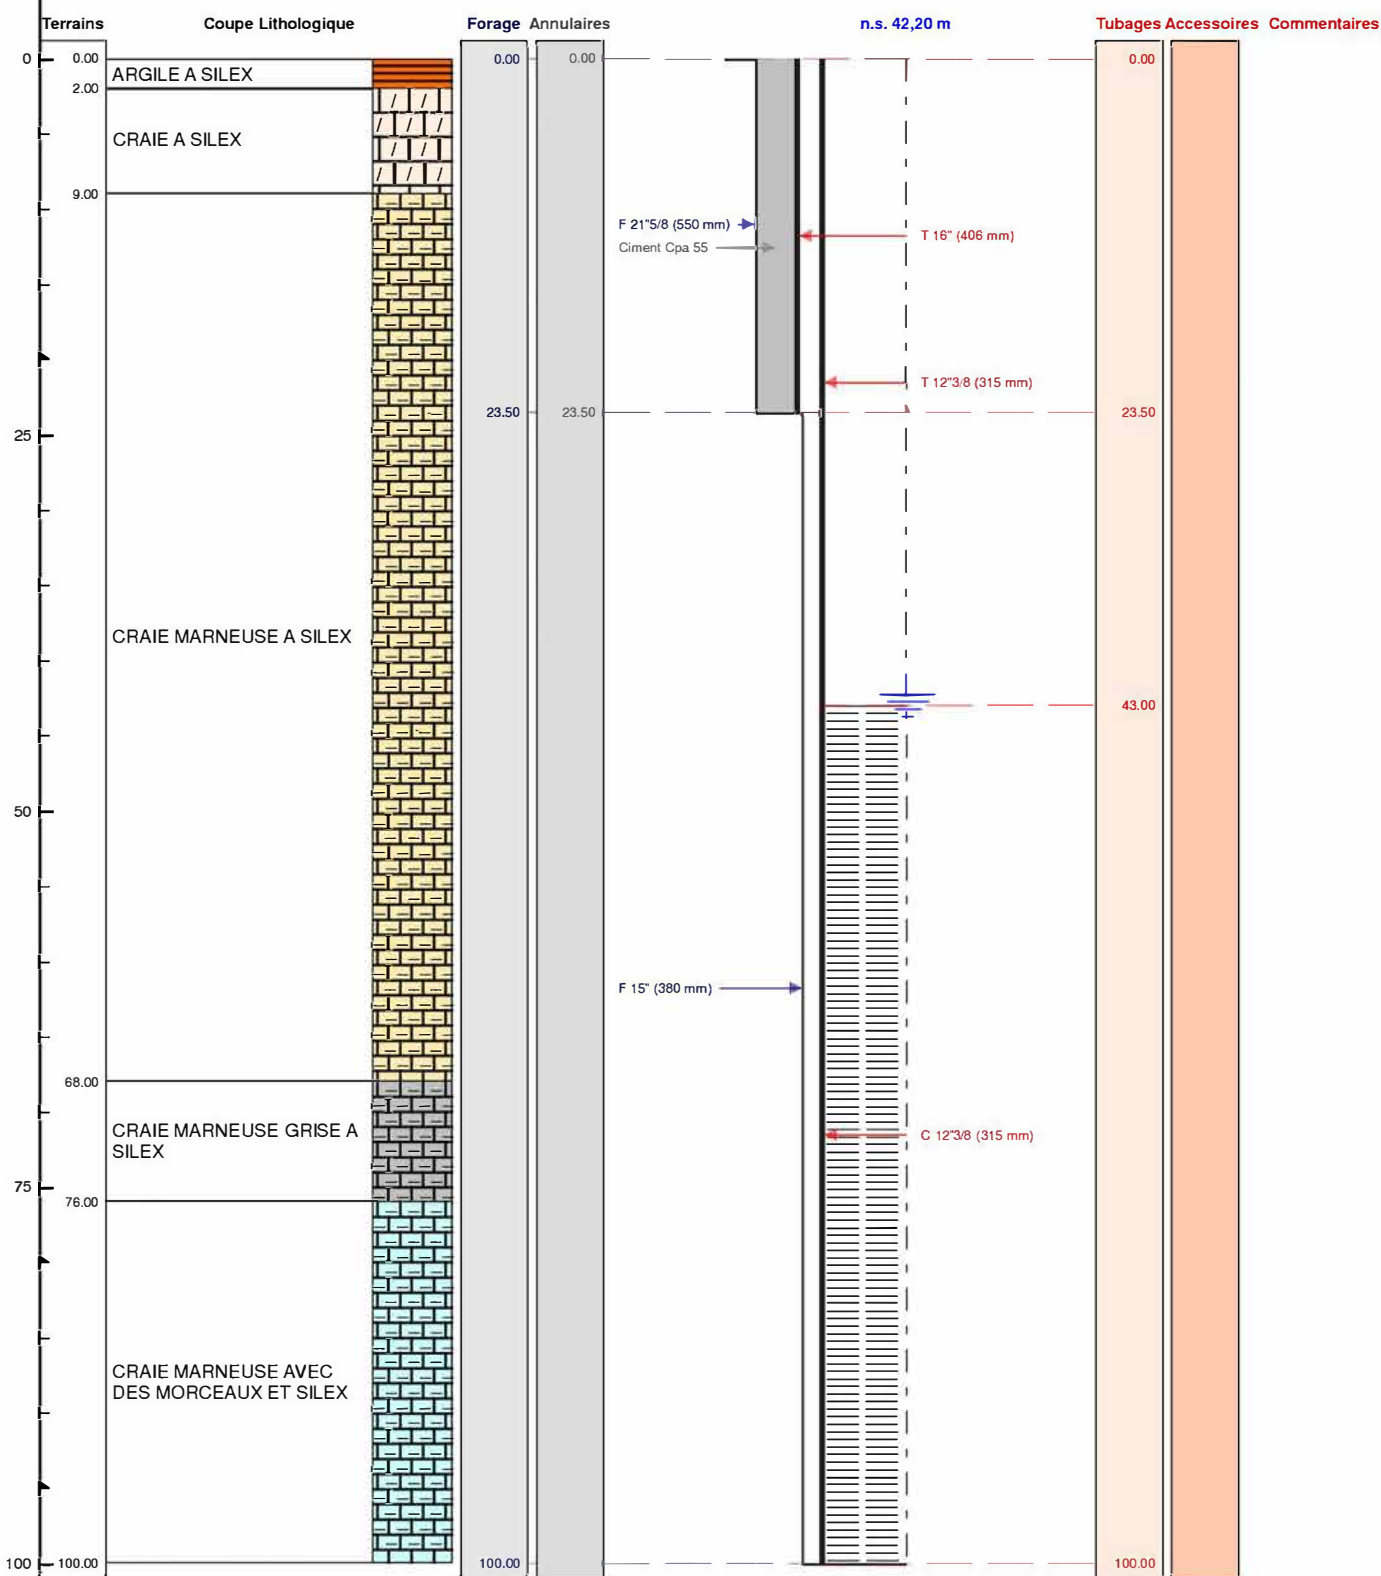 Terrains Coupe Lithologique Forage Annulaires n.s. 42,20 m Tubages Accessoires Commentaires
0 0.00 0.00 0.00 0.00
ARGILE A SILEX
2.00
CRAIE A SILEX
9.00
F 21"5/8 (550 mm)
T 16" (406 mm)
Ciment Cpa 55
T 12"3/8 (315 mm)
23.50 23.50 23.50
25
CRAIE MARNEUSE A SILEX
43.00
50
F 15" (380 mm)
68.00
CRAIE MARNEUSE GRISE A
SILEX
C 12"3/8 (315 mm)
75
76.00
CRAIE MARNEUSE AVEC
DES MORCEAUX ET SILEX
100 100.00 100.00 100.00